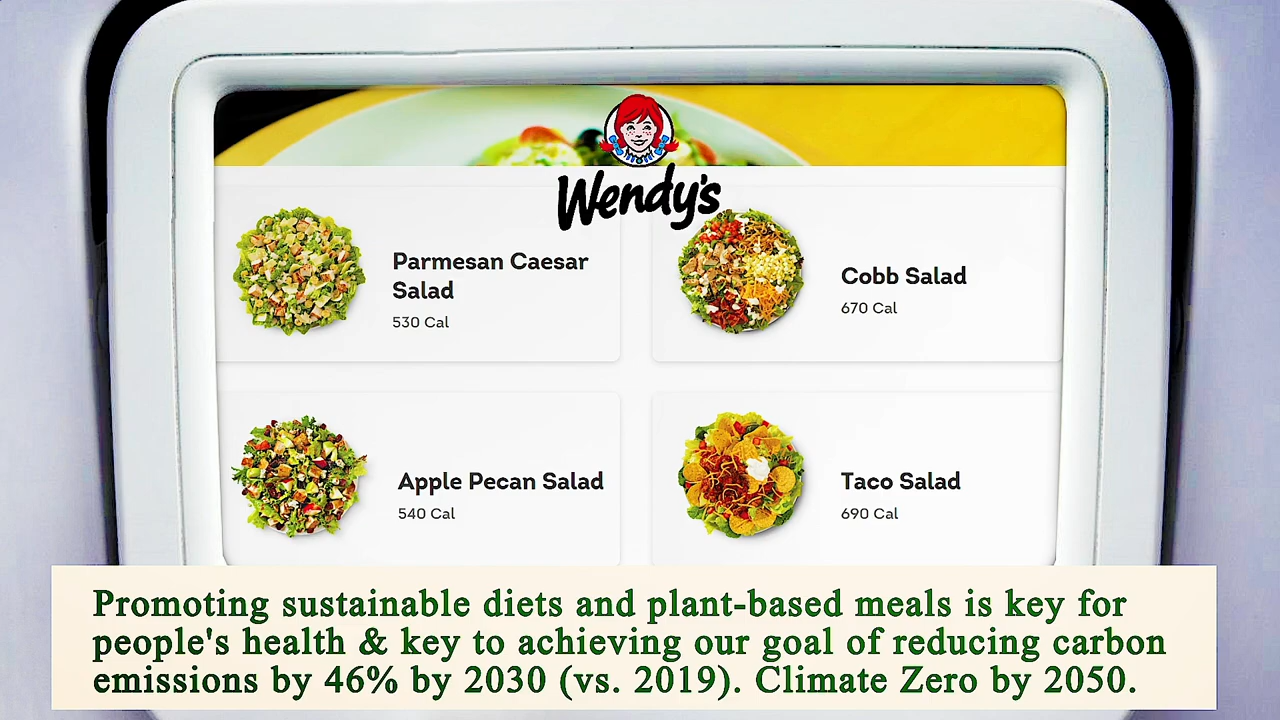 Wendy's
Parmesan Caesar
Salad
530 Cal
Cobb Salad
670 Cal
Apple Pecan Salad
540 Cal
Taco Salad
690 Cal
Promoting sustainable diets and plant-based meals is key for
people's health & key to achieving our goal of reducing carbon
emissions by 46% by 2030 (vs. 2019). Climate Zero by 2050.